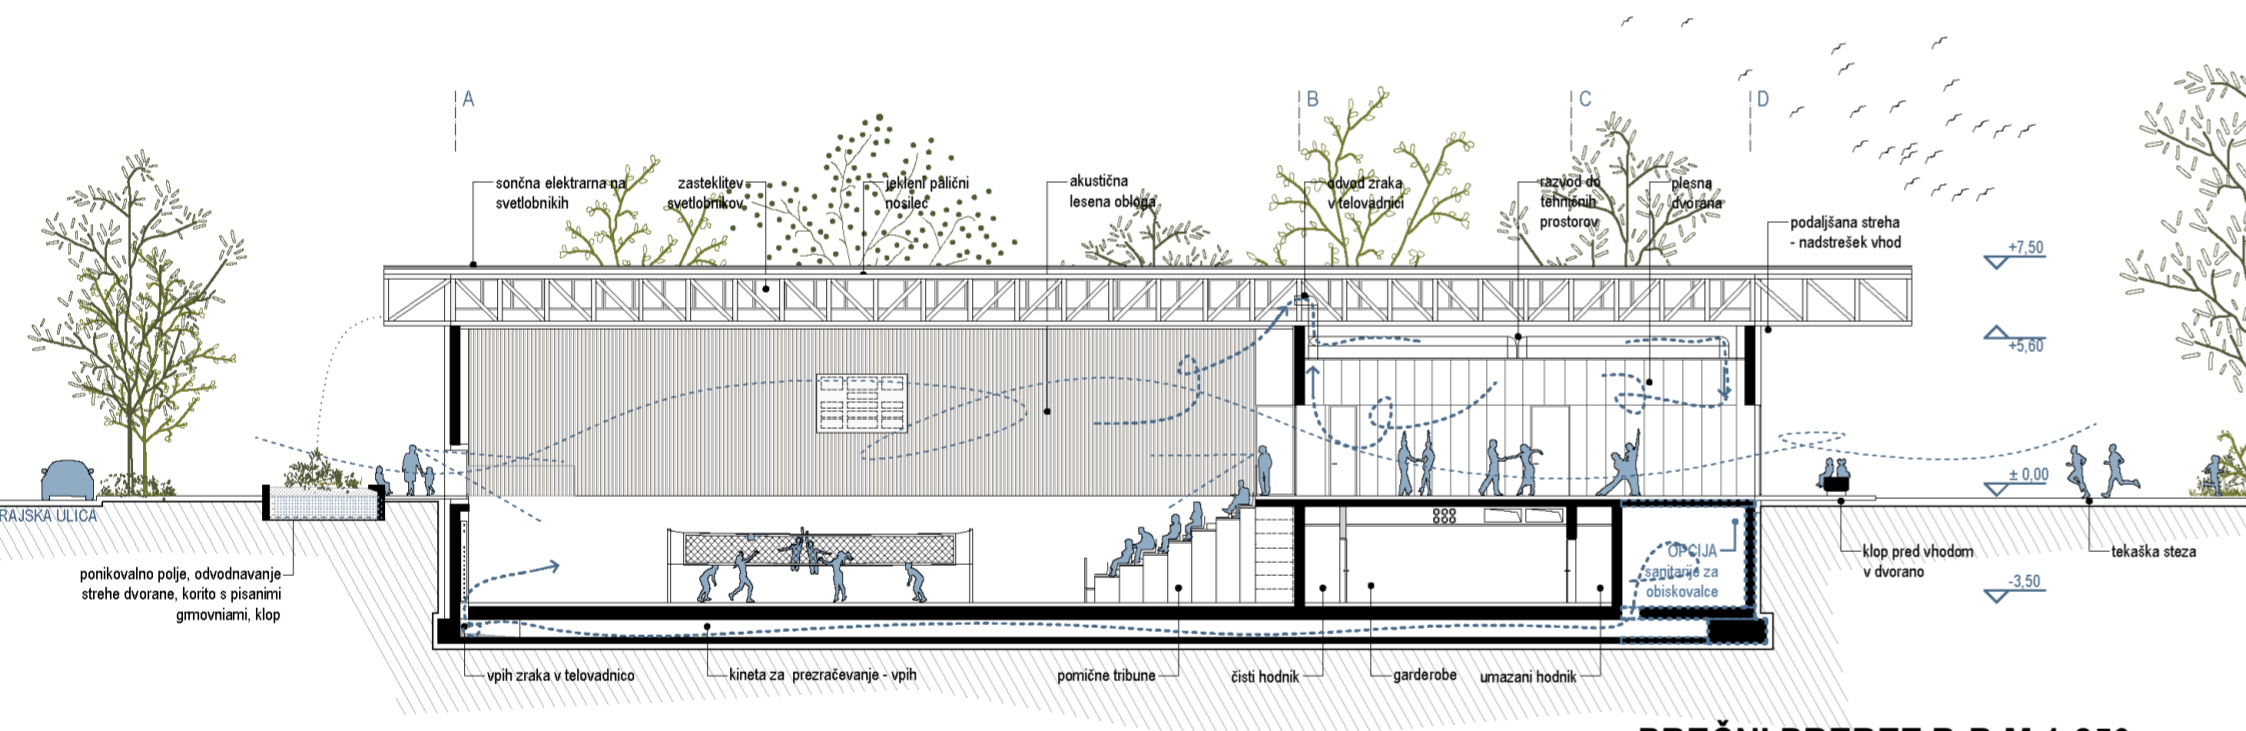 A
B
C
D
sončna elektrarna na
svetlobnikih
zasteklitev
svetlobnikov
jekleni palični
nosilec
akustična
lesena obloga
odvod zraka
v telovadnici
razvod do
tehničnih
prostorov
plesna
dvorana
podaljšana streha
- nadstrešek vhod
+7,50
+5,60
± 0,00
-3,50
RAJSKA ULICA
ponikovalno polje, odvodnavanje
strehe dvorane, korito s pisanimi
grmovniami, klop
OPCIJA
sanitarije za
obiskovalce
klop pred vhodom
v dvorano
tekaška steza
vpih zraka v telovadnico
kineta za prezračevanje - vpih
pomične tribune
čisti hodnik
garderobe
umazani hodnik